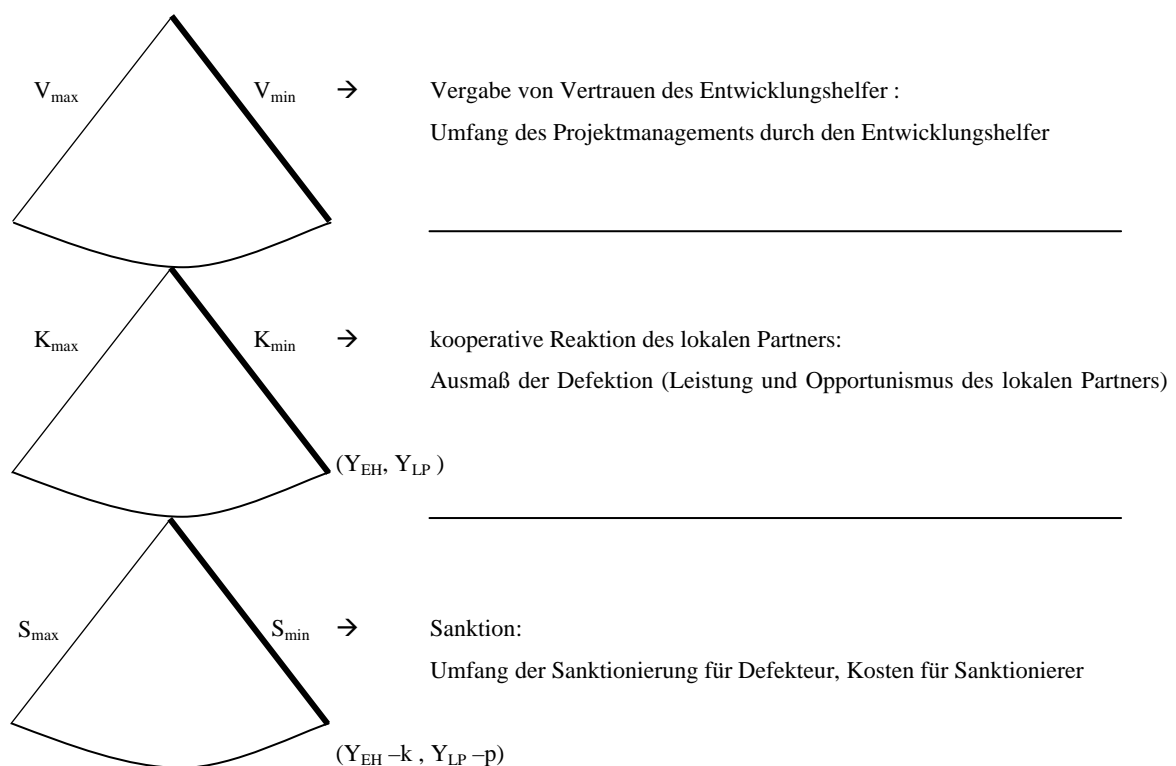 V_max V_min → Vergabe von Vertrauen des Entwicklungshelfer :
Umfang des Projektmanagements durch den Entwicklungshelfer
K_max K_min → kooperative Reaktion des lokalen Partners:
Ausmaß der Defektion (Leistung und Opportunismus des lokalen Partners)
(Y_EH, Y_LP )
S_max S_min → Sanktion:
Umfang der Sanktionierung für Defekteur, Kosten für Sanktionierer
(Y_EH –k , Y_LP –p)